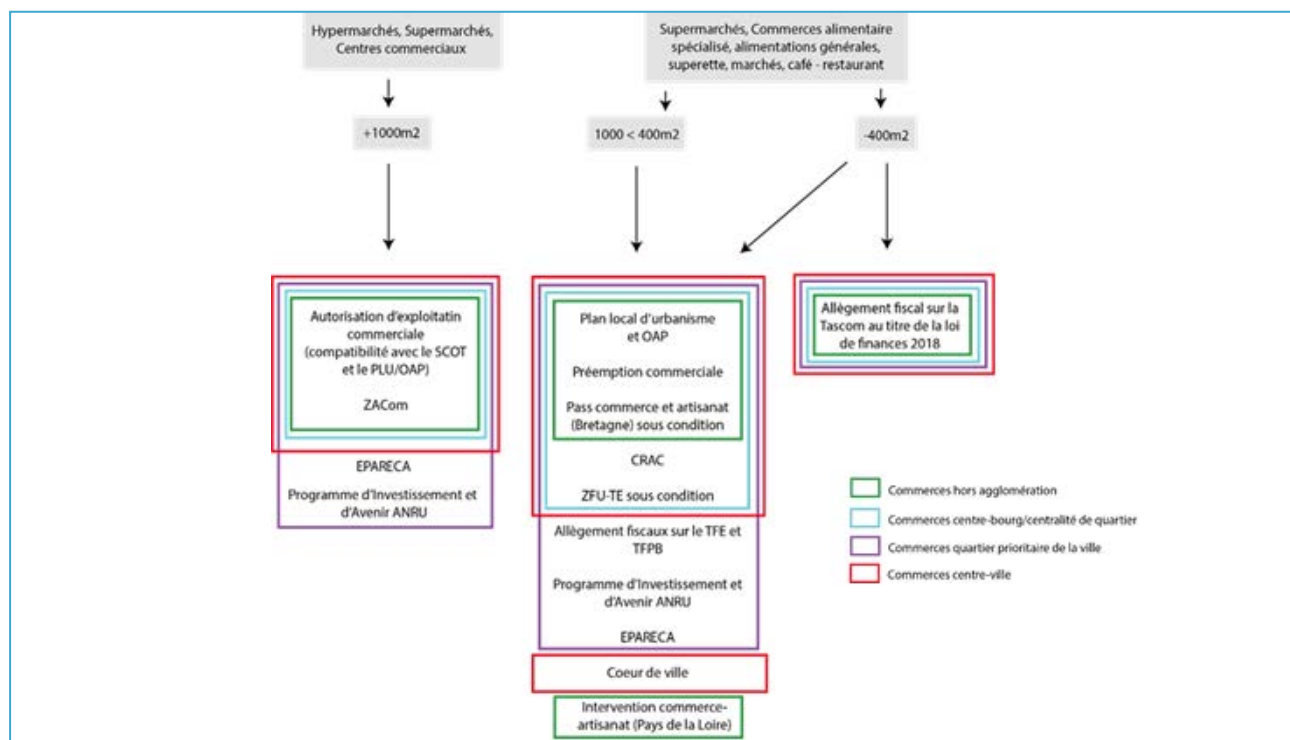 Hypermarchés, Supermarchés,
Centres commerciaux
Supermarchés, Commerces alimentaire
spécialisé, alimentations générales,
superette, marchés, café - restaurant
+1000m2
1000 < 400m2
-400m2
Autorisation d'exploitatin
commerciale
(compatibilité avec le SCOT
et le PLU/OAP)
ZACom
EPARECA
Programme d'Investissement et
d'Avenir ANRU
Plan local d'urbanisme
et OAP
Préemption commerciale
Pass commerce et artisanat
(Bretagne) sous condition
CRAC
ZFU-TE sous condition
Allègement fiscaux sur le TFE et
TFPB
Programme d'Investissement et
d'Avenir ANRU
EPARECA
Coeur de ville
Intervention commerce-
artisanat (Pays de la Loire)
Allègement fiscal sur la
Tascom au titre de la loi
de finances 2018
Commerces hors agglomération
Commerces centre-bourg/centralité de quartier
Commerces quartier prioritaire de la ville
Commerces centre-ville